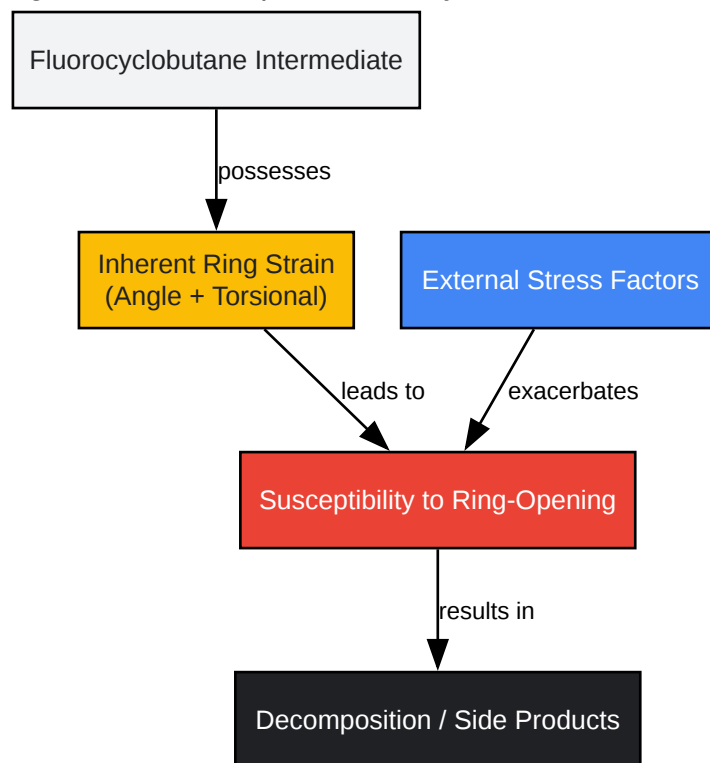 Fluorocyclobutane Intermediate
possesses
Inherent Ring Strain
(Angle + Torsional)
External Stress Factors
leads to
exacerbates
Susceptibility to Ring-Opening
results in
Decomposition / Side Products